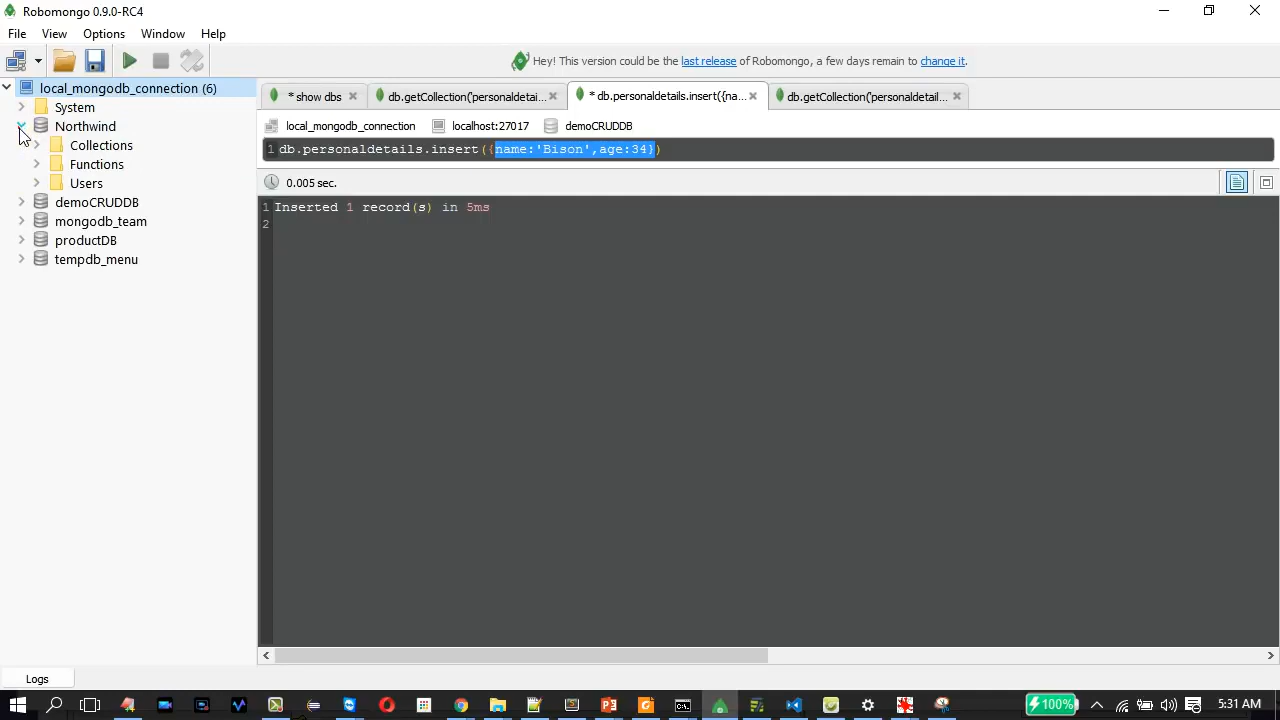 Robomongo 0.9.0-RC4
File View Options Window Help
Hey! This version could be the last release of Robomongo, a few days remain to change it.
local_mongodb_connection (6)
System
Northwind
Collections
Functions
Users
demoCRUDDB
mongodb_team
productDB
tempdb_menu
* show dbs
db.getCollection('personaldetai...
* db.personaldetails.insert({na...
db.getCollection('personaldetail...
local_mongodb_connection localhost:27017 demoCRUDDB
1 db.personaldetails.insert({name:'Bison',age:34})
0.005 sec.
1 Inserted 1 record(s) in 5ms
2
Logs
100%
5:31 AM